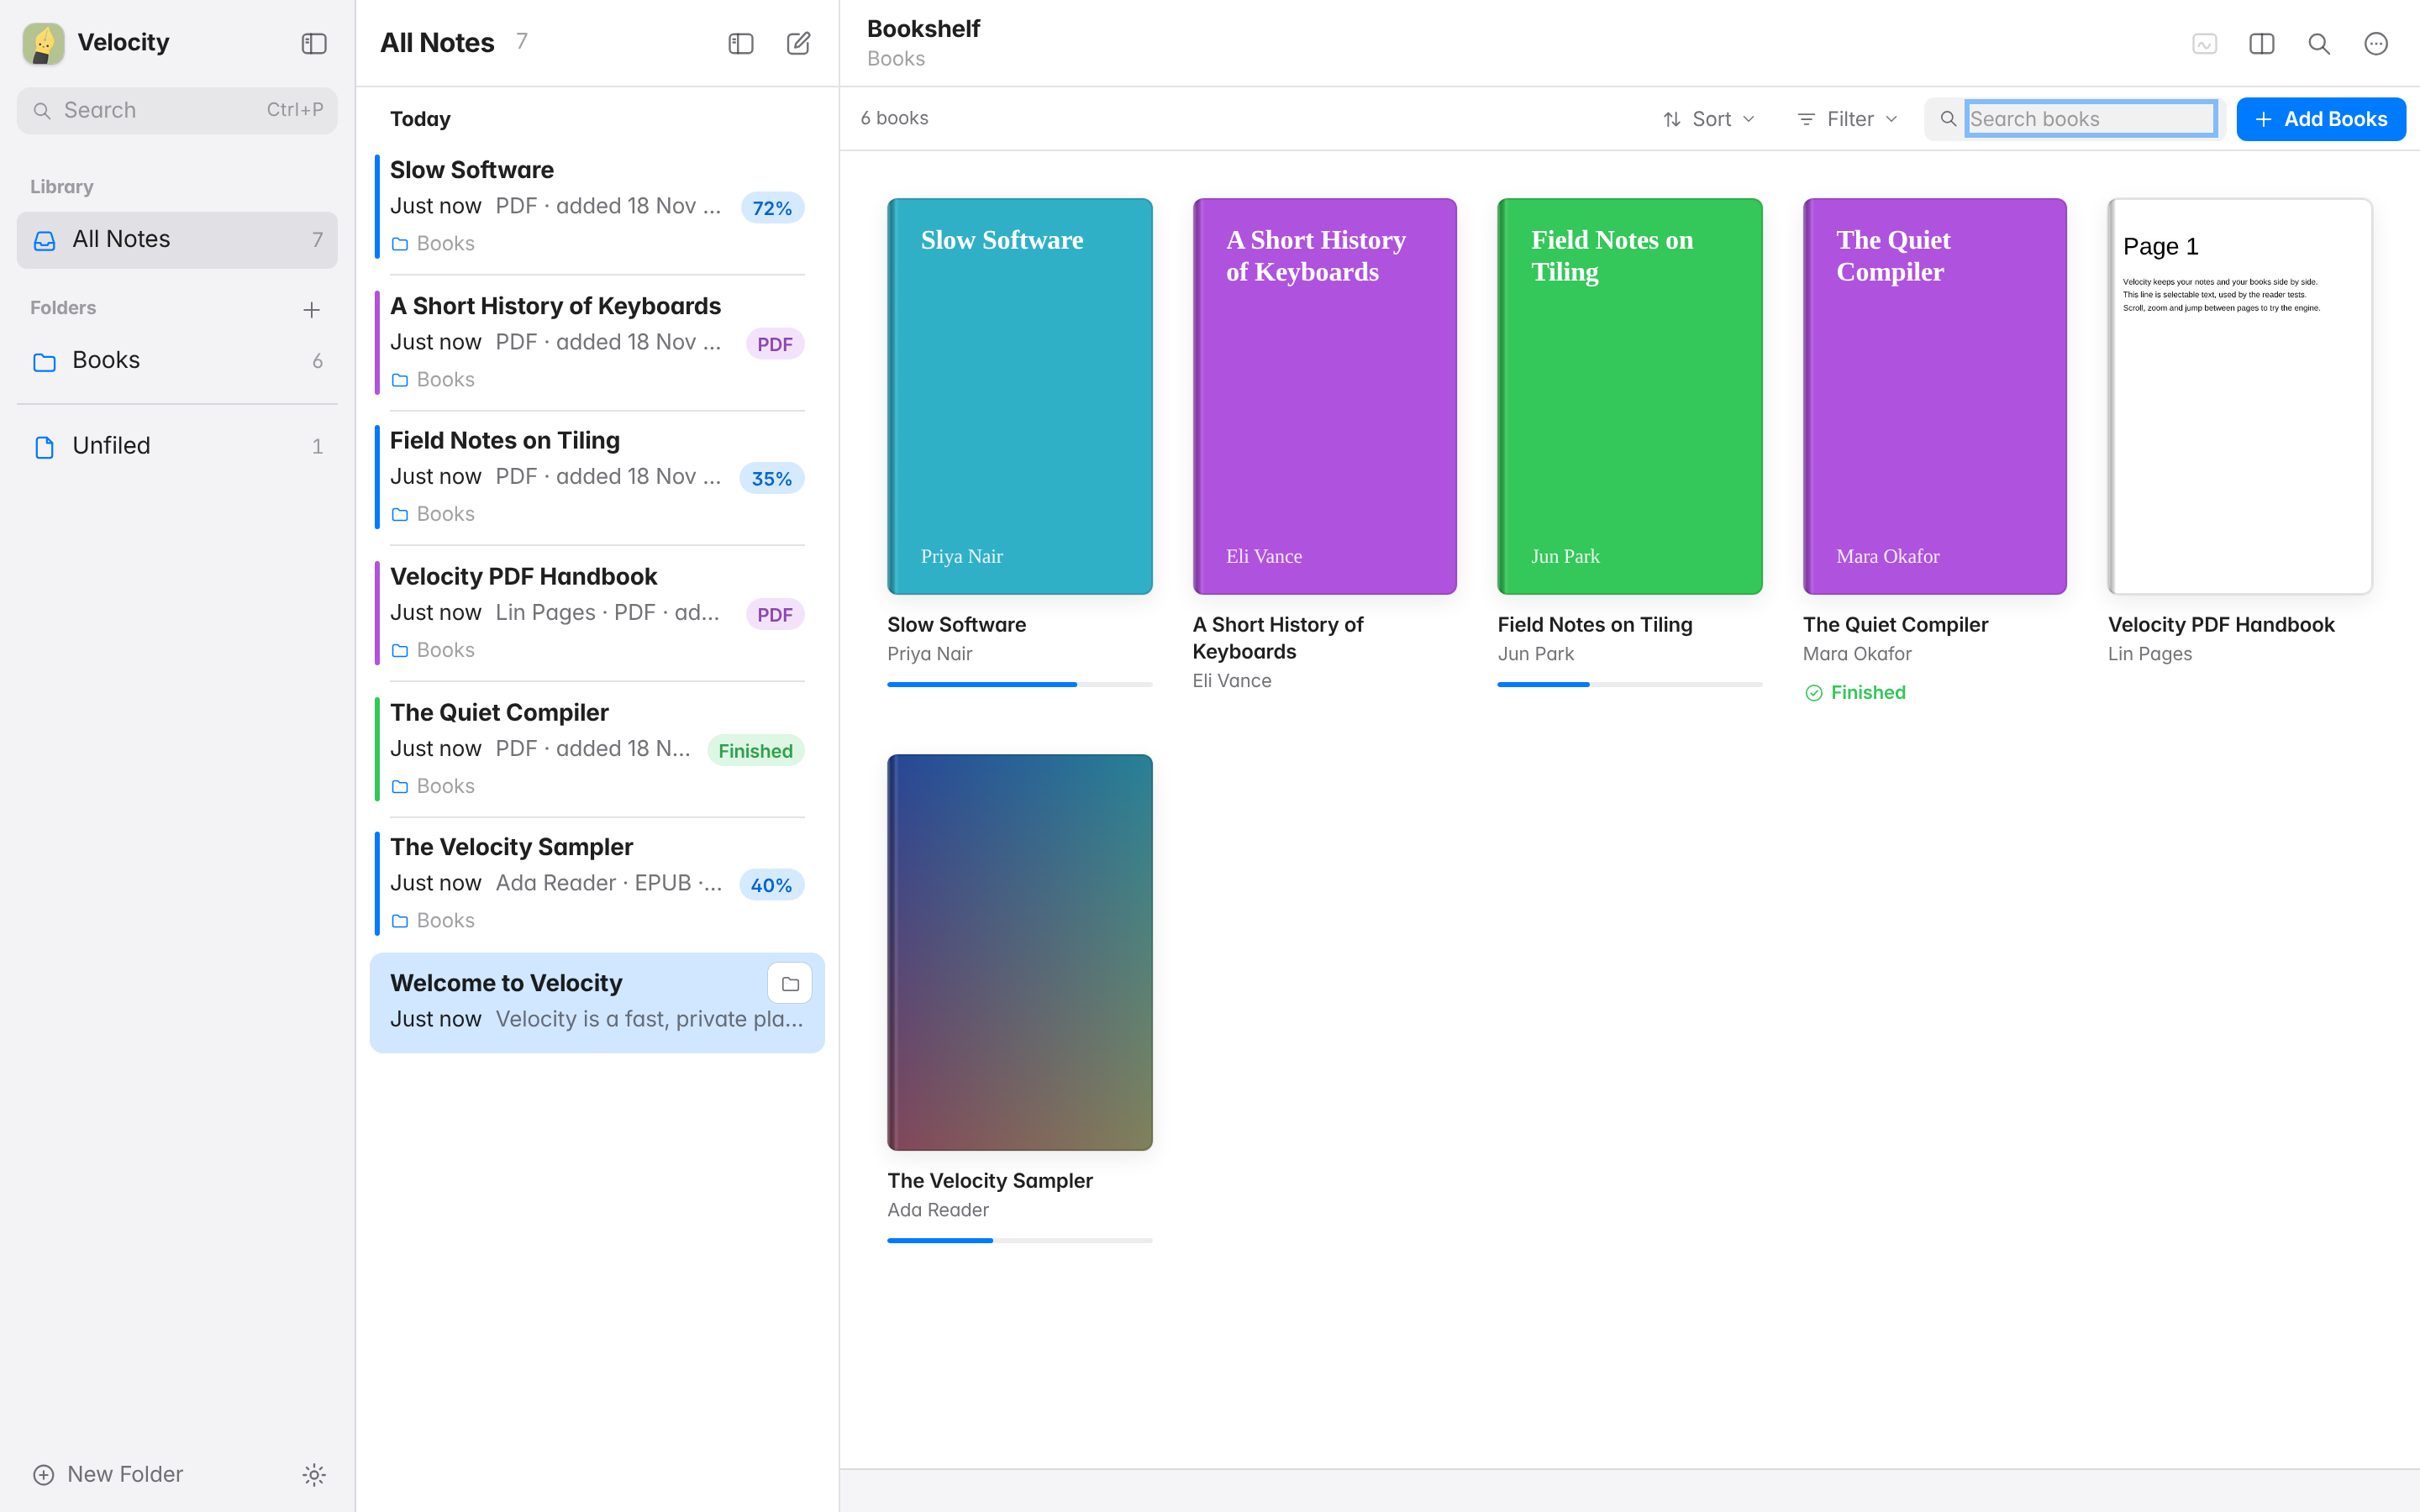 Velocity
Search Ctrl+P
Library
All Notes 7
Folders
Books 6
Unfiled 1
New Folder
All Notes 7
Today
Slow Software
Just now PDF · added 18 Nov ... 72%
Books
A Short History of Keyboards
Just now PDF · added 18 Nov ... PDF
Books
Field Notes on Tiling
Just now PDF · added 18 Nov ... 35%
Books
Velocity PDF Handbook
Just now Lin Pages · PDF · ad... PDF
Books
The Quiet Compiler
Just now PDF · added 18 N... Finished
Books
The Velocity Sampler
Just now Ada Reader · EPUB ·... 40%
Books
Welcome to Velocity
Just now Velocity is a fast, private pla...
Bookshelf
Books
6 books Sort Filter Search books Add Books
Slow Software
Priya Nair
Slow Software
Priya Nair
A Short History
of Keyboards
Eli Vance
A Short History of
Keyboards
Eli Vance
Field Notes on
Tiling
Jun Park
Field Notes on Tiling
Jun Park
The Quiet
Compiler
Mara Okafor
The Quiet Compiler
Mara Okafor
Finished
Page 1
Velocity keeps your notes and your books side by side.
This line is selectable text, used by the reader tests.
Scroll, zoom and jump between pages to try the engine.
Velocity PDF Handbook
Lin Pages
The Velocity Sampler
Ada Reader